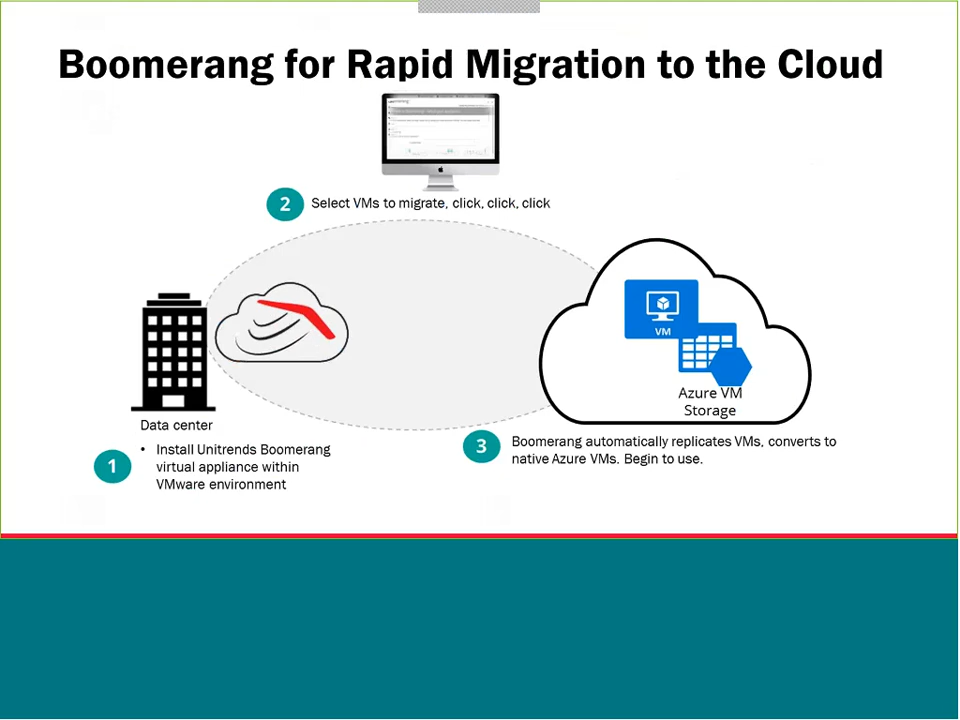 Boomerang for Rapid Migration to the Cloud
2
Select VMs to migrate, click, click, click
VM
Azure VM
Storage
Data center
1
• Install Unitrends Boomerang
virtual appliance within
VMware environment
3
Boomerang automatically replicates VMs, converts to
native Azure VMs. Begin to use.